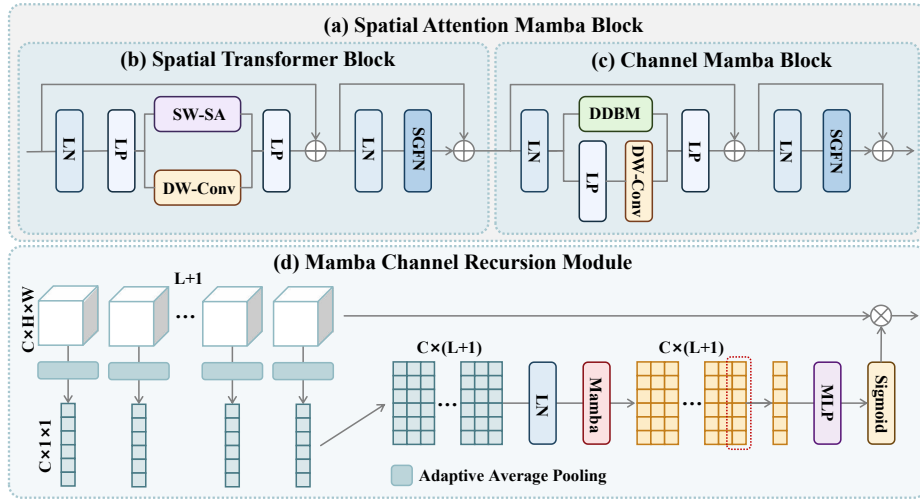 (a) Spatial Attention Mamba Block
(b) Spatial Transformer Block
LN
LP
SW-SA
DW-Conv
LP
LN
SGFN
(c) Channel Mamba Block
LN
DDBM
LP
DW-Conv
LP
LN
SGFN
(d) Mamba Channel Recursion Module
C×H×W
L+1
...
C×1×1
C×(L+1)
...
LN
Mamba
C×(L+1)
...
MLP
Sigmoid
Adaptive Average Pooling